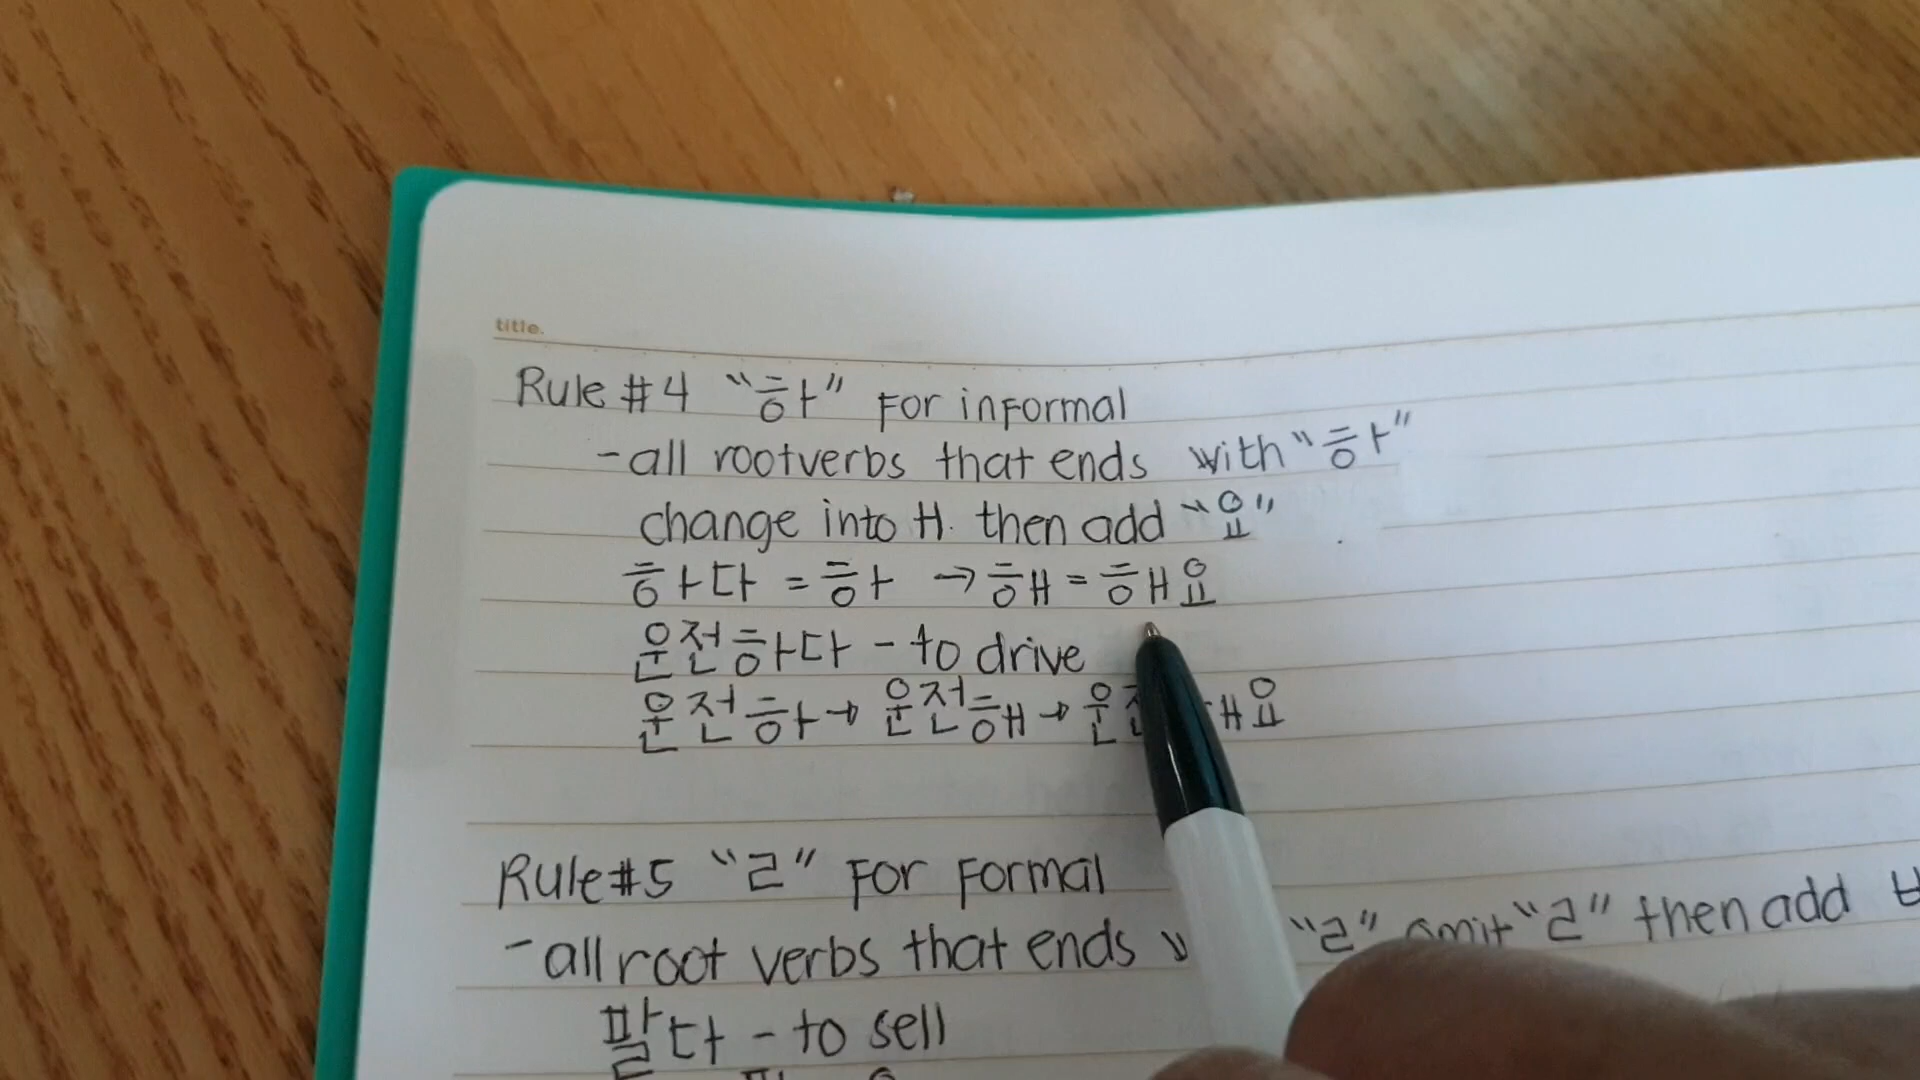 title.
Rule #4 "하" For informal
- all rootverbs that ends with "하"
change into ㅐ. then add "요"
하다 = 하 → 해 = 해요
운전하다 - to drive
운전하 → 운전해 → 운 해요
Rule #5 "ㄹ" For Formal
- all root verbs that ends "ㄹ" omit "ㄹ" then add ㅂ
팔다 - to sell